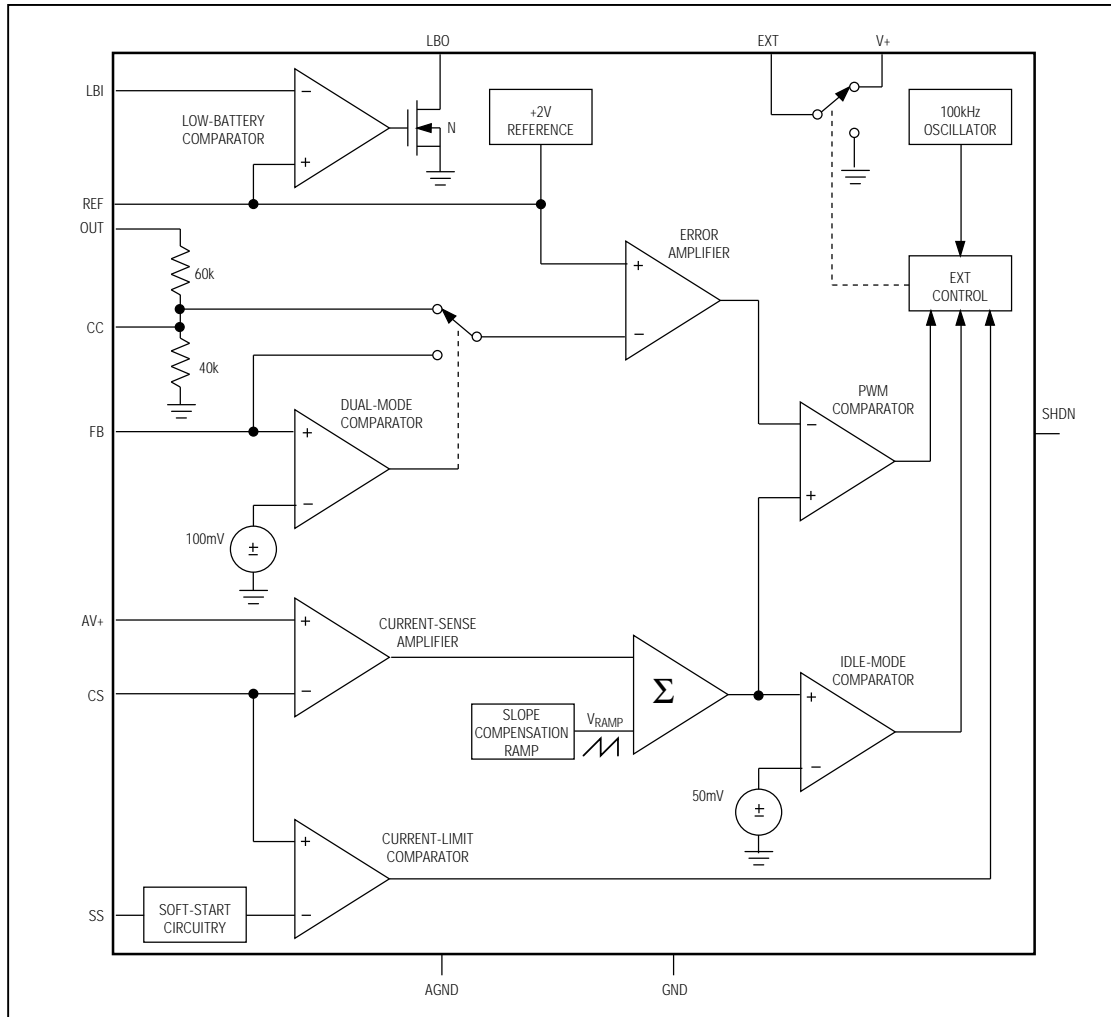 LBO
EXT
V+
LBI
−
LOW-BATTERY
COMPARATOR
+
N
+2V
REFERENCE
100kHz
OSCILLATOR
REF
OUT
60k
CC
40k
ERROR
AMPLIFIER
+
−
EXT
CONTROL
FB
DUAL-MODE
COMPARATOR
+
−
100mV
±
PWM
COMPARATOR
−
+
SHDN
AV+
CS
+
−
CURRENT-SENSE
AMPLIFIER
SLOPE
COMPENSATION
RAMP
VRAMP
Σ
IDLE-MODE
COMPARATOR
+
−
50mV
±
CURRENT-LIMIT
COMPARATOR
+
−
SS
SOFT-START
CIRCUITRY
AGND
GND